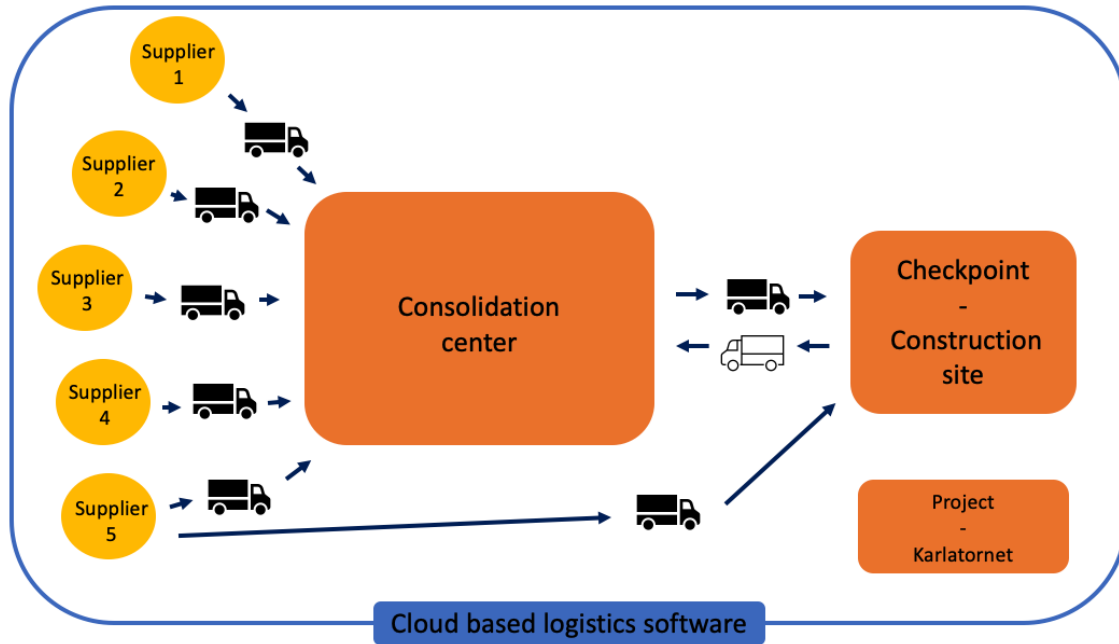 Supplier
1
Supplier
2
Supplier
3
Supplier
4
Supplier
5
Consolidation
center
Checkpoint
-
Construction
site
Project
-
Karlatornet
Cloud based logistics software